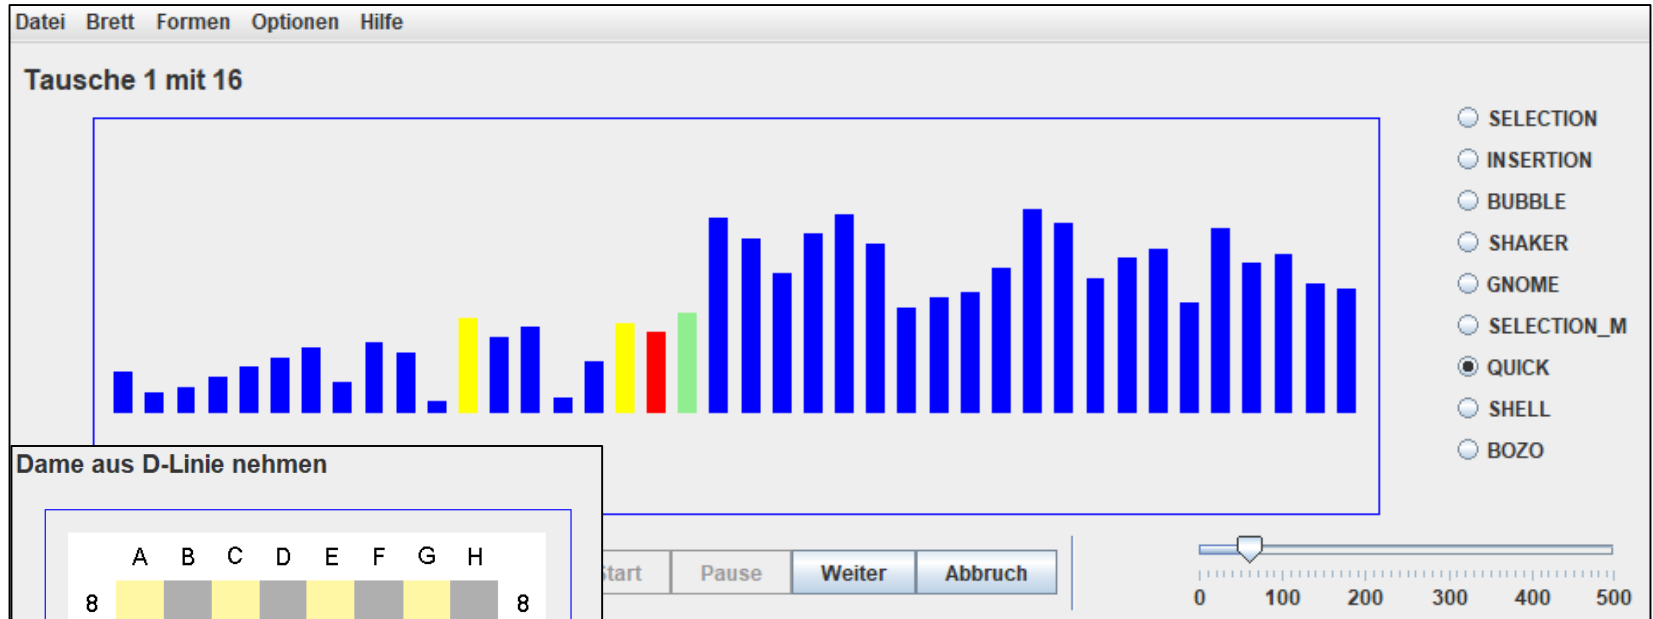 Datei Brett Formen Optionen Hilfe
Tausche 1 mit 16
SELECTION
INSERTION
BUBBLE
SHAKER
GNOME
SELECTION_M
QUICK
SHELL
BOZO
Dame aus D-Linie nehmen
A B C D E F G H
8 8
tart Pause Weiter Abbruch
0 100 200 300 400 500